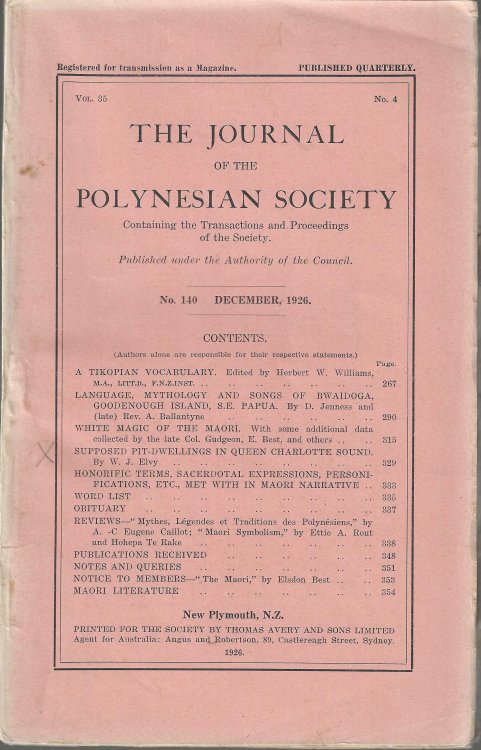 Registered for transmission as a Magazine. PUBLISHED QUARTERLY.
VOL. 35 No. 4
THE JOURNAL
OF THE
POLYNESIAN SOCIETY
Containing the Transactions and Proceedings
of the Society.
Published under the Authority of the Council.
No. 140 DECEMBER, 1926.
CONTENTS.
(Authors alone are responsible for their respective statements.)
Page.
A TIKOPIAN VOCABULARY. Edited by Herbert W. Williams,
M.A., LITT.D., F.N.Z.INST. .. .. .. .. .. .. .. 267
LANGUAGE, MYTHOLOGY AND SONGS OF BWAIDOGA,
GOODENOUGH ISLAND, S.E. PAPUA. By D. Jenness and
(late) Rev. A. Ballantyne .. .. .. .. .. .. 290
WHITE MAGIC OF THE MAORI. With some additional data
collected by the late Col. Gudgeon, E. Best, and others .. .. 315
SUPPOSED PIT-DWELLINGS IN QUEEN CHARLOTTE SOUND.
By W. J. Elvy .. .. .. .. .. .. .. .. 329
HONORIFIC TERMS, SACERDOTAL EXPRESSIONS, PERSONI-
FICATIONS, ETC., MET WITH IN MAORI NARRATIVE .. 333
WORD LIST .. .. .. .. .. .. .. .. .. 335
OBITUARY .. .. .. .. .. .. .. .. .. 337
REVIEWS—"Mythes, Légendes et Traditions des Polynésiens," by
A. -C Eugene Caillot; "Maori Symbolism," by Ettie A. Rout
and Hohepa Te Rake .. .. .. .. .. .. 338
PUBLICATIONS RECEIVED .. .. .. .. .. .. 348
NOTES AND QUERIES .. .. .. .. .. .. .. 351
NOTICE TO MEMBERS—"The Maori," by Elsdon Best .. .. 353
MAORI LITERATURE .. .. .. .. .. .. .. 354
New Plymouth, N.Z.
PRINTED FOR THE SOCIETY BY THOMAS AVERY AND SONS LIMITED
Agent for Australia: Angus and Robertson, 89, Castlereagh Street, Sydney.
1926.